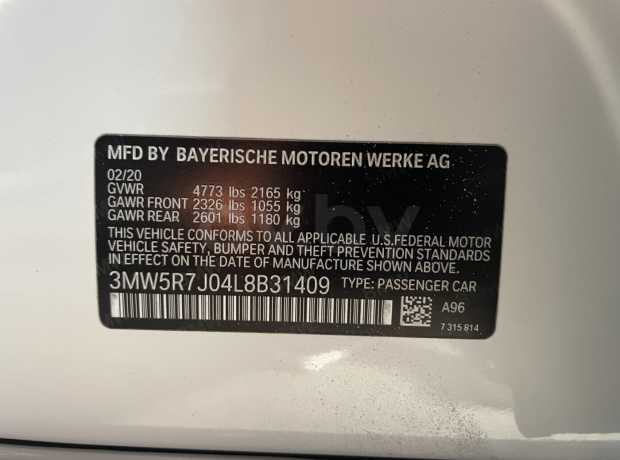 MFD BY BAYERISCHE MOTOREN WERKE AG
02/20
GVWR 4773 lbs 2165 kg
GAWR FRONT 2326 lbs 1055 kg
GAWR REAR 2601 lbs 1180 kg
THIS VEHICLE CONFORMS TO ALL APPLICABLE U.S.FEDERAL MOTOR
VEHICLE SAFETY, BUMPER AND THEFT PREVENTION STANDARDS
IN EFFECT ON THE DATE OF MANUFACTURE SHOWN ABOVE.
3MW5R7J04L8B31409 TYPE: PASSENGER CAR
A96
7 315 814